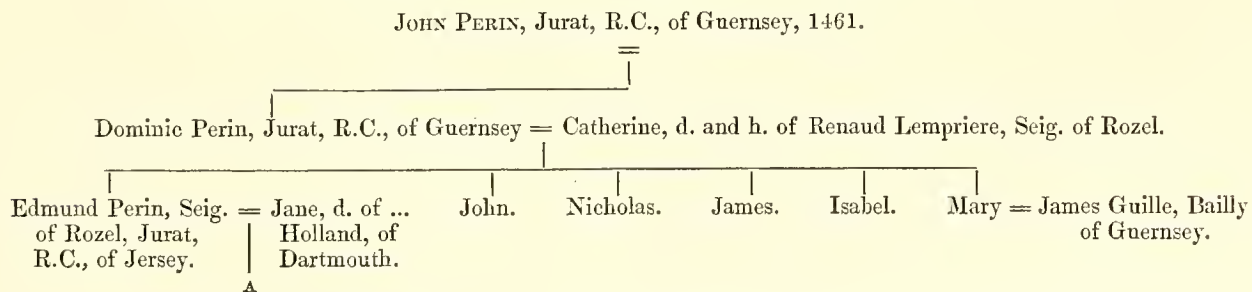 JOHN PERIN, Jurat, R.C., of Guernsey, 1461.
=
Dominic Perin, Jurat, R.C., of Guernsey = Catherine, d. and h. of Renaud Lempriere, Seig. of Rozel.
Edmund Perin, Seig. = Jane, d. of ... John. Nicholas. James. Isabel. Mary = James Guille, Bailly
of Rozel, Jurat, Holland, of of Guernsey.
R.C., of Jersey. Dartmouth.
A